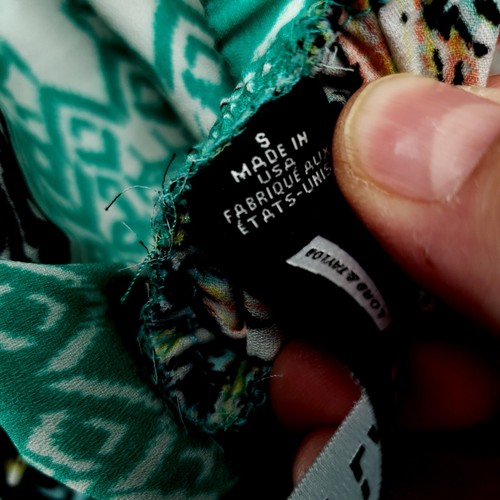 S
MADE IN
USA
FABRIQUÉ AUX
ÉTATS-UNIS
LORD & TAYLOR